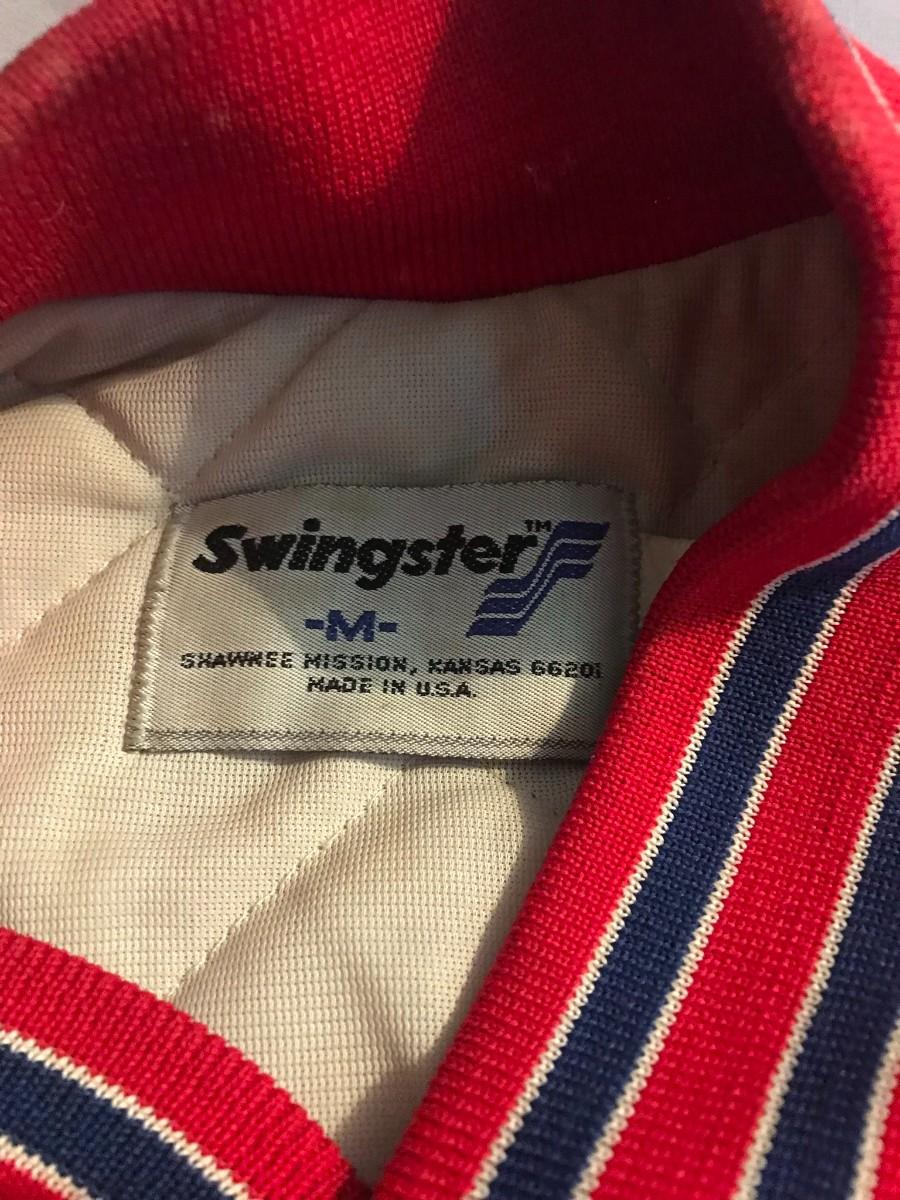 Swingster™
-M-
SHAWNEE MISSION, KANSAS 66201
MADE IN U.S.A.